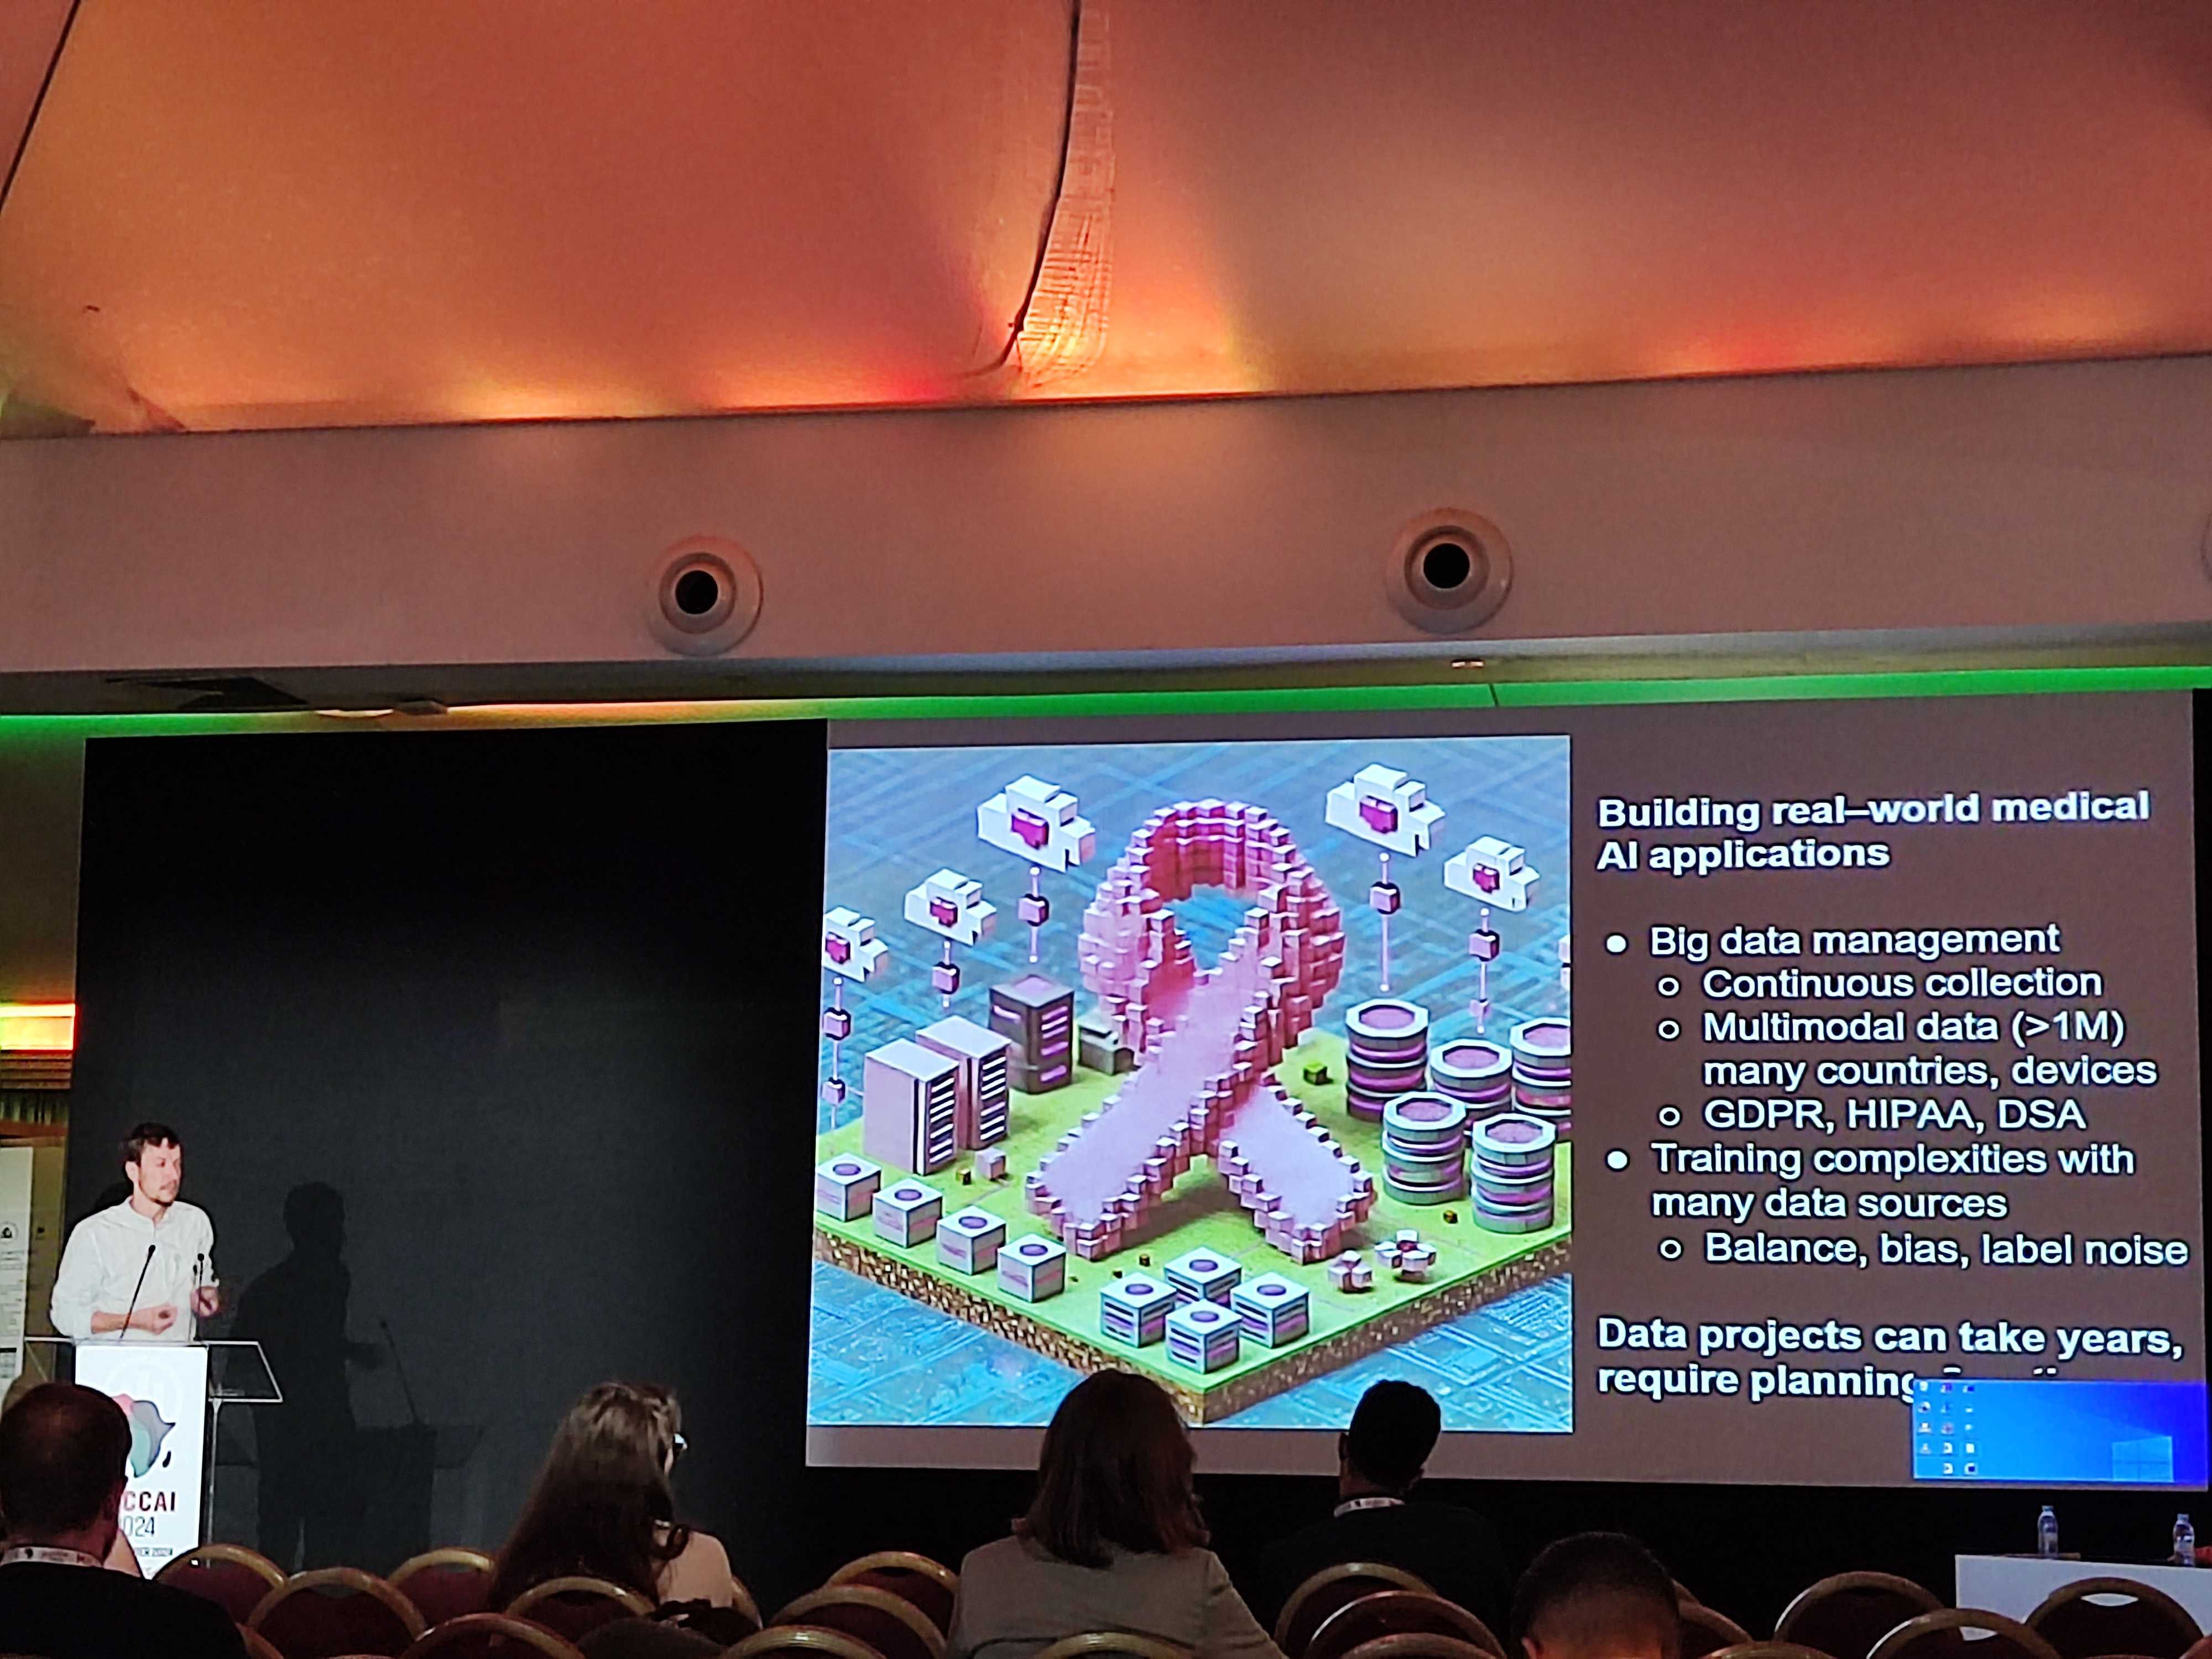 Building real–world medical
AI applications
● Big data management
○ Continuous collection
○ Multimodal data (>1M)
many countries, devices
○ GDPR, HIPAA, DSA
● Training complexities with
many data sources
○ Balance, bias, label noise
Data projects can take years,
require planning
CCAI
024